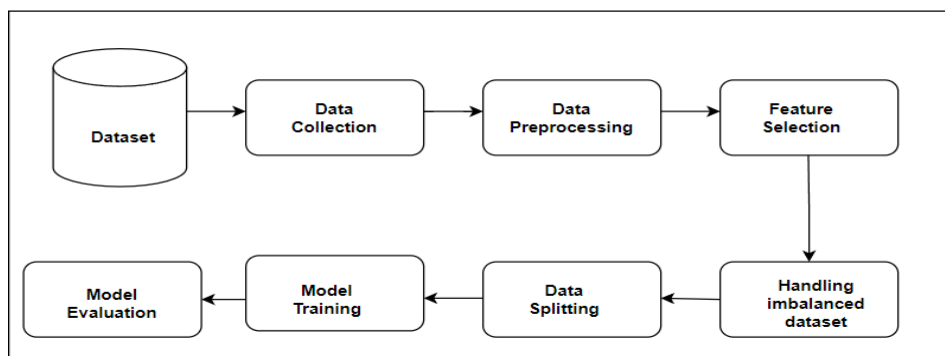 Dataset
Data
Collection
Data
Preprocessing
Feature
Selection
Handling
imbalanced
dataset
Data
Splitting
Model
Training
Model
Evaluation